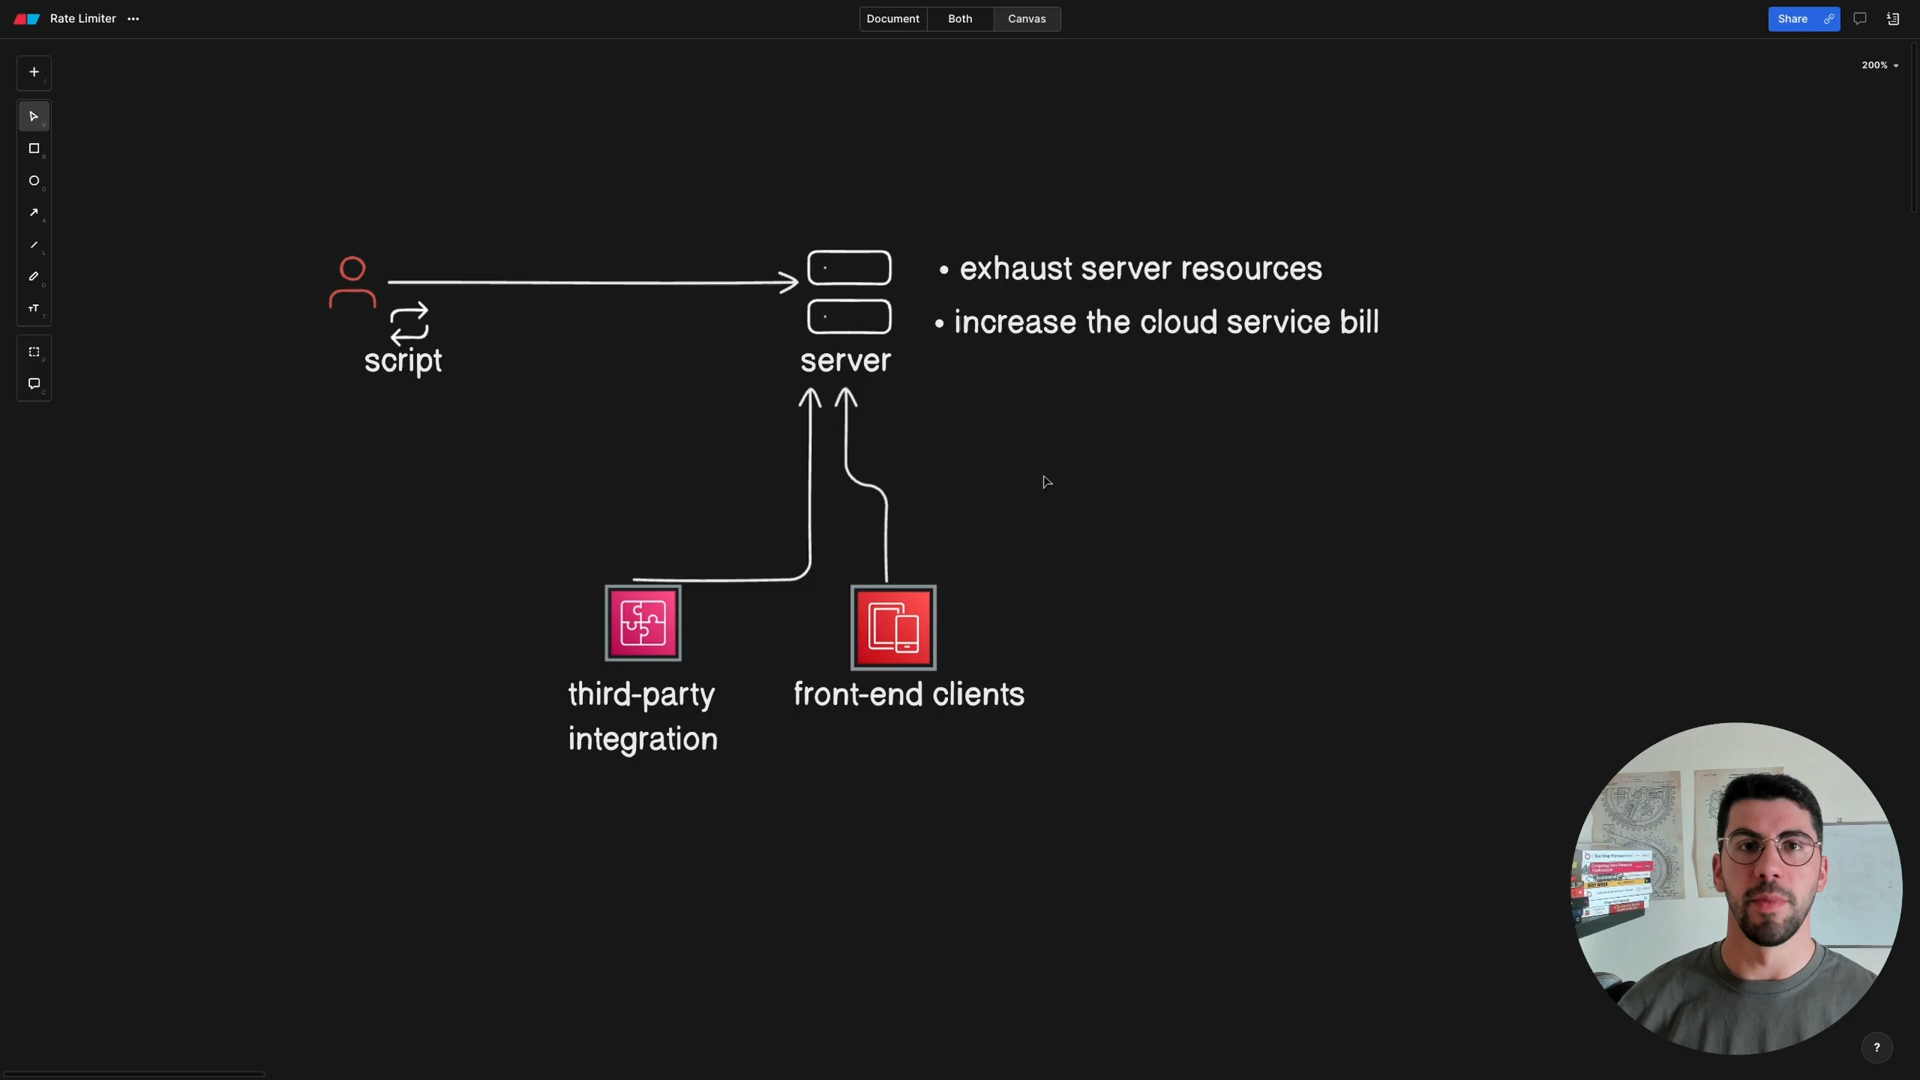 Rate Limiter
Document
Both
Canvas
Share
200%
• exhaust server resources
• increase the cloud service bill
script
server
third-party
integration
front-end clients
?